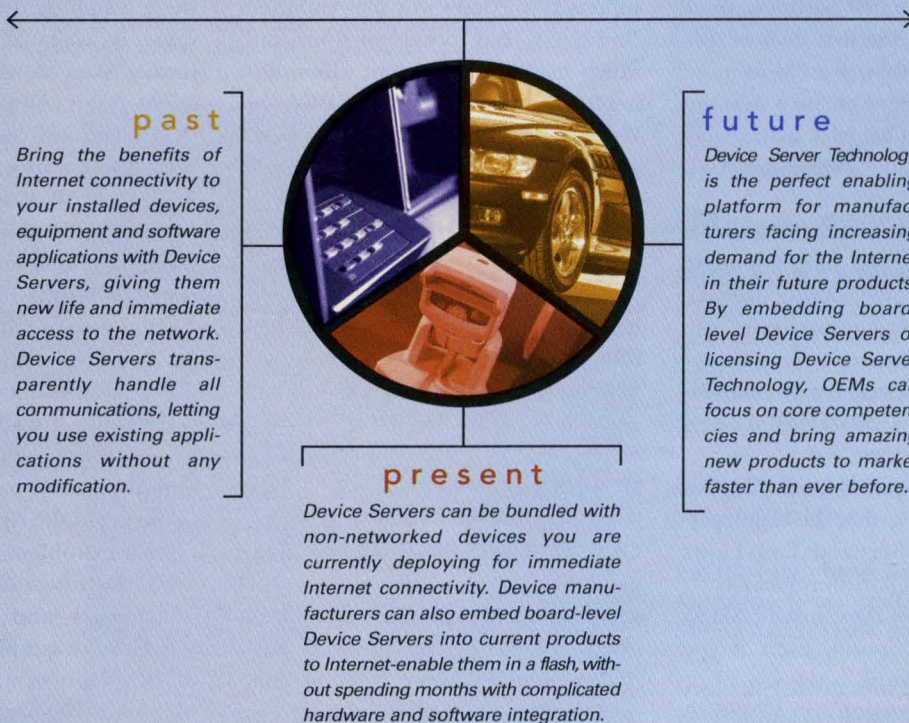 past
Bring the benefits of
Internet connectivity to
your installed devices,
equipment and software
applications with Device
Servers, giving them
new life and immediate
access to the network.
Device Servers trans-
parently handle all
communications, letting
you use existing appli-
cations without any
modification.
present
Device Servers can be bundled with
non-networked devices you are
currently deploying for immediate
Internet connectivity. Device manu-
facturers can also embed board-level
Device Servers into current products
to Internet-enable them in a flash, with-
out spending months with complicated
hardware and software integration.
future
Device Server Technolog
is the perfect enabling
platform for manufac
turers facing increasing
demand for the Internet
in their future products
By embedding board
level Device Servers o
licensing Device Serve
Technology, OEMs ca
focus on core competen
cies and bring amazing
new products to marke
faster than ever before.